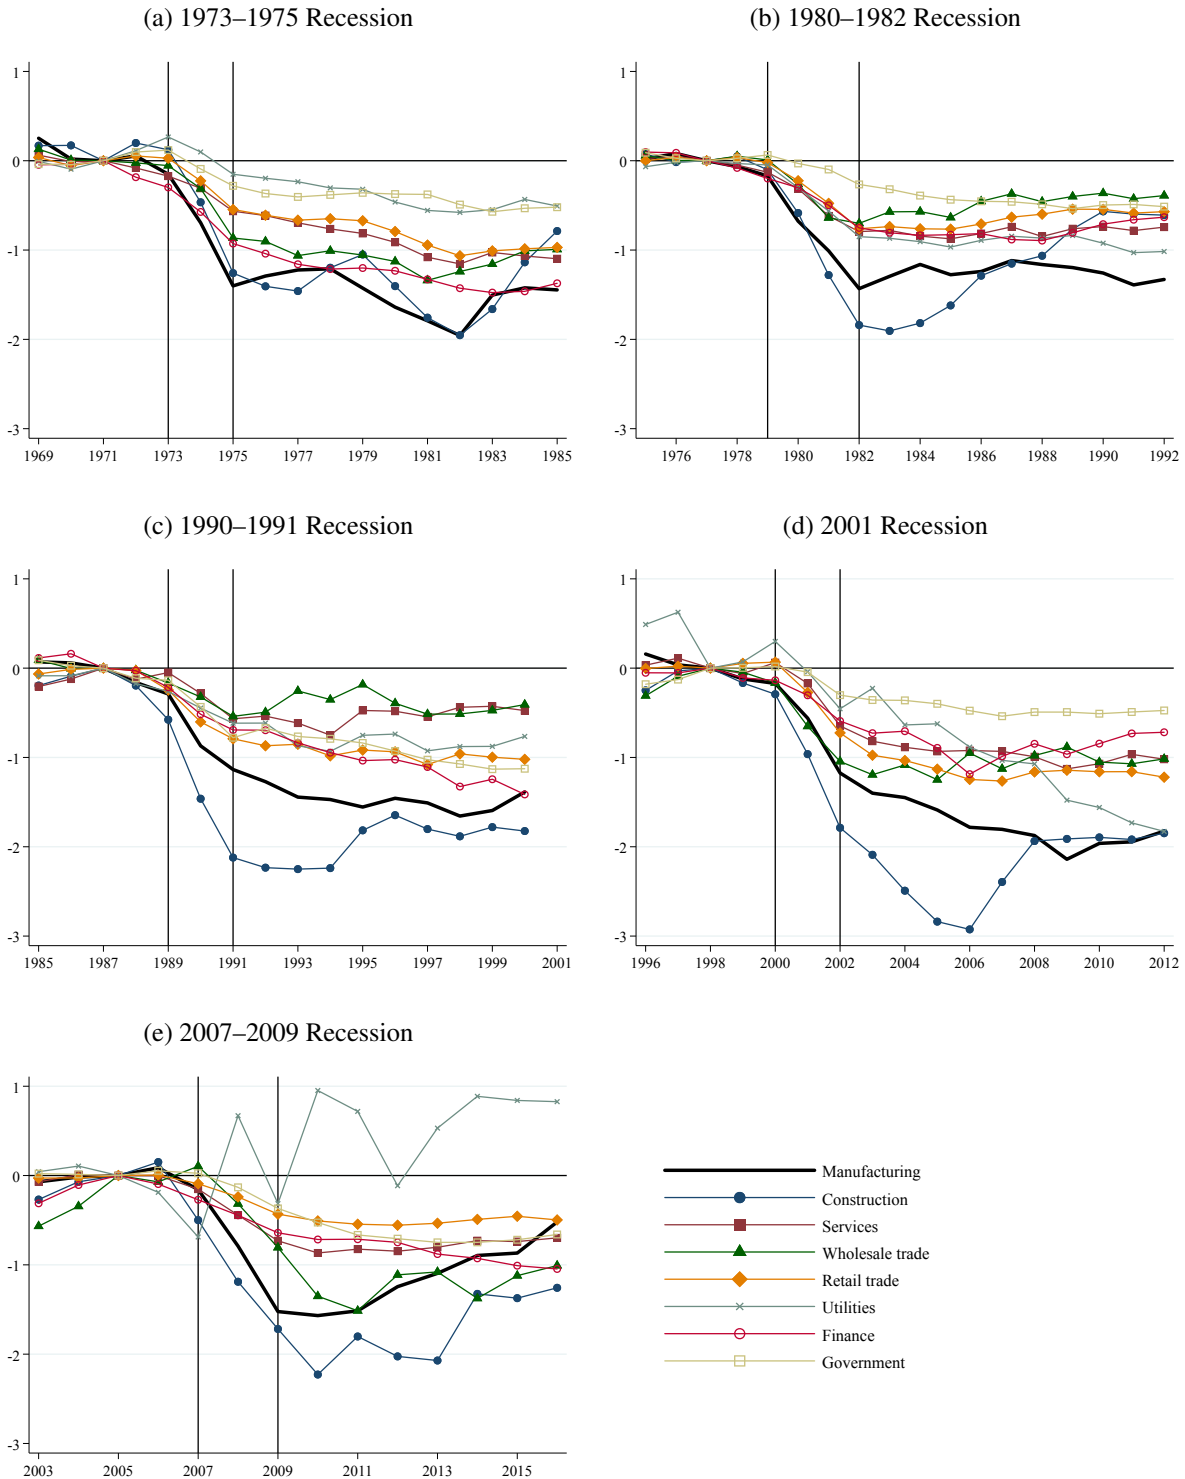 (a) 1973–1975 Recession
1
0
-1
-2
-3
1969 1971 1973 1975 1977 1979 1981 1983 1985
(b) 1980–1982 Recession
1
0
-1
-2
-3
1976 1978 1980 1982 1984 1986 1988 1990 1992
(c) 1990–1991 Recession
1
0
-1
-2
-3
1985 1987 1989 1991 1993 1995 1997 1999 2001
(d) 2001 Recession
1
0
-1
-2
-3
1996 1998 2000 2002 2004 2006 2008 2010 2012
(e) 2007–2009 Recession
1
0
-1
-2
-3
2003 2005 2007 2009 2011 2013 2015
Manufacturing
Construction
Services
Wholesale trade
Retail trade
Utilities
Finance
Government